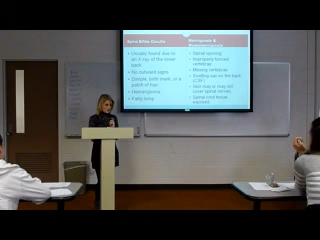 Spina Bifida Occulta
• Usually found due to
an X-ray of the lower
back
• No outward signs
• Dimple, birth mark, or a
patch of hair
• Hemangioma
• Fatty lump
Meningocele &
• Spinal opening
• Improperly formed
vertebrae
• Missing vertebrae
• Swelling sac on the back
(CSF)
• Skin may or may not
cover spinal nerves
• Spinal cord tissue
exposed